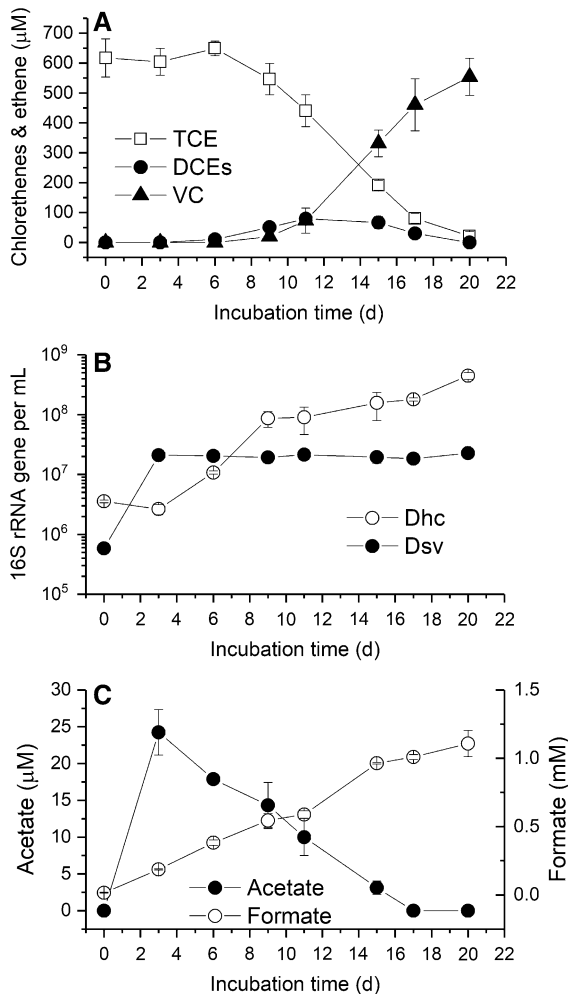 A
Chlorethenes & ethene (µM)
700
600
500
400
300
200
100
0
TCE
DCEs
VC
0 2 4 6 8 10 12 14 16 18 20 22
Incubation time (d)
B
16S rRNA gene per mL
10⁹
10⁸
10⁷
10⁶
10⁵
Dhc
Dsv
0 2 4 6 8 10 12 14 16 18 20 22
Incubation time (d)
C
Acetate (µM)
30
25
20
15
10
5
0
Formate (mM)
1.5
1.0
0.5
0.0
Acetate
Formate
0 2 4 6 8 10 12 14 16 18 20 22
Incubation time (d)